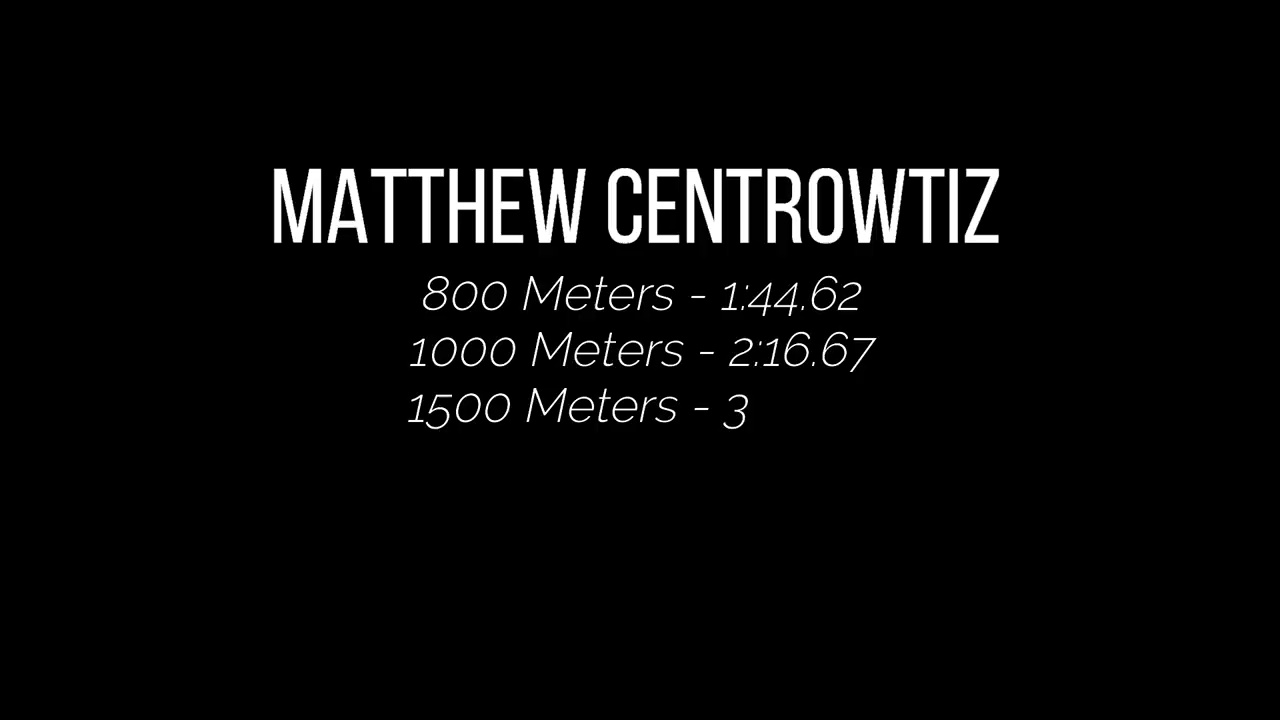 MATTHEW CENTROWTIZ
800 Meters - 1:44.62
1000 Meters - 2:16.67
1500 Meters - 3